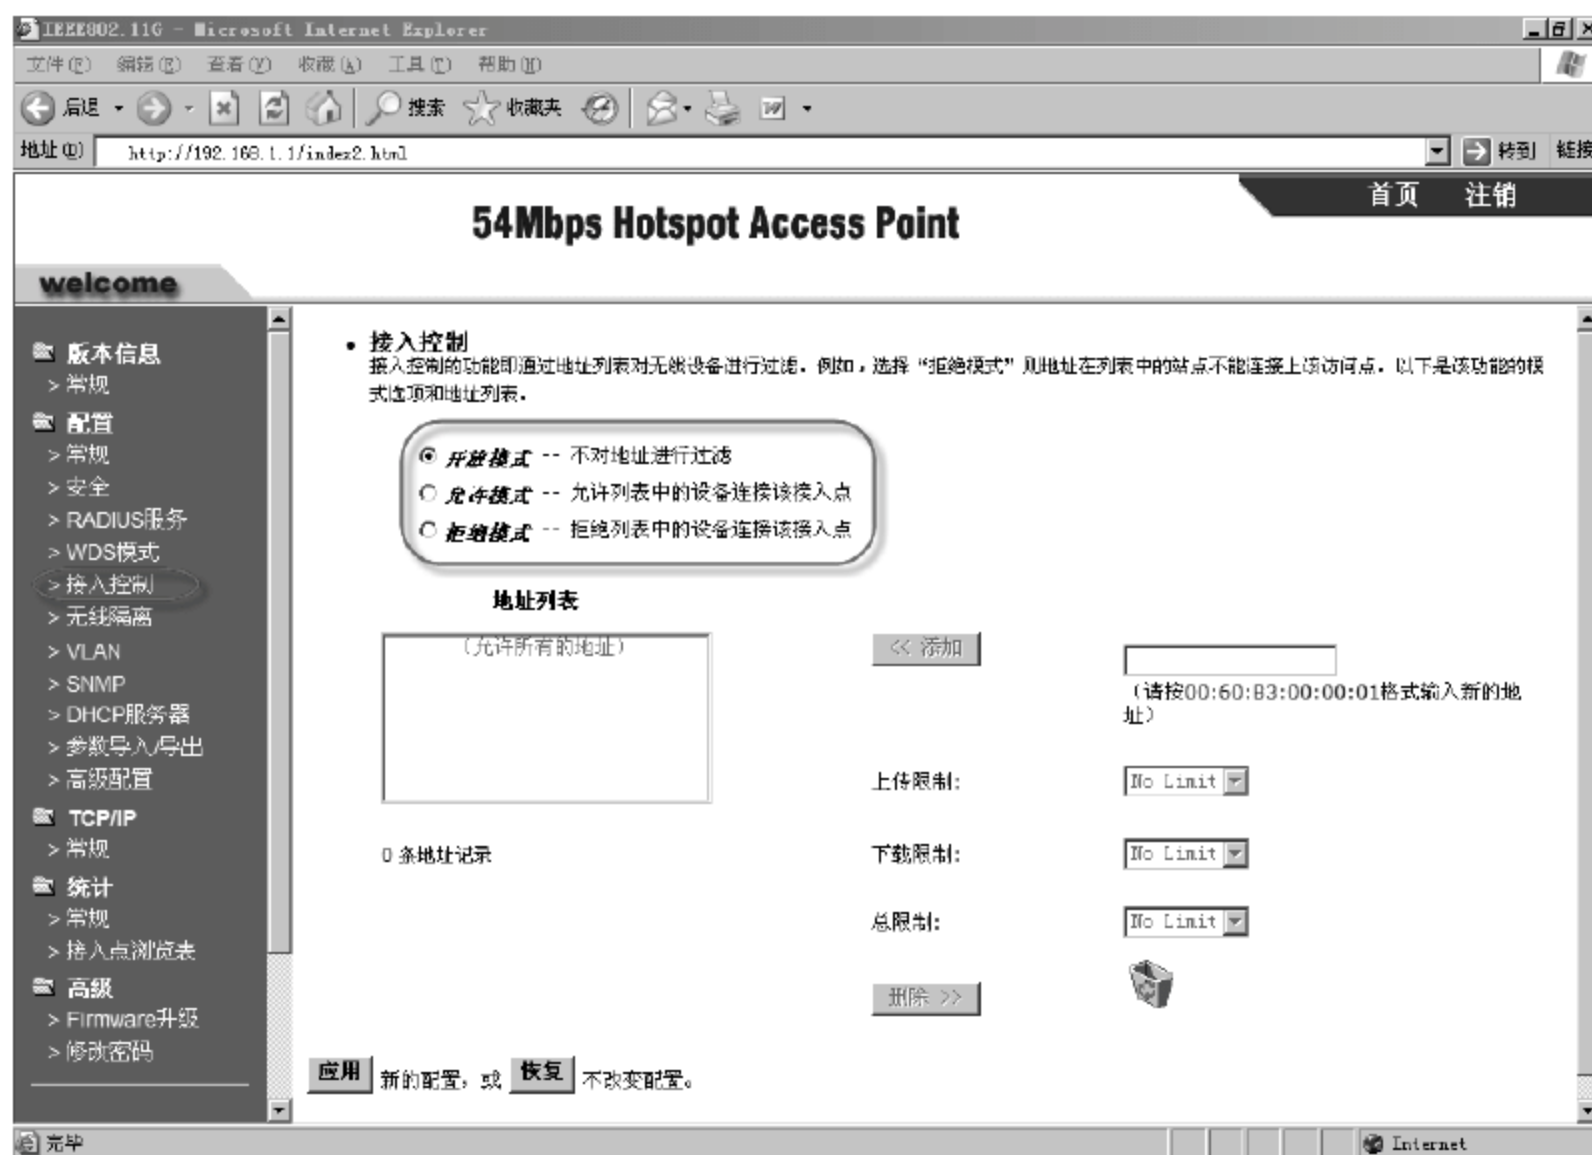 IEEE802.11G - Microsoft Internet Explorer
文件(F) 编辑(E) 查看(V) 收藏(A) 工具(T) 帮助(H)
后退 搜索 收藏夹
地址(D) http://192.168.1.1/index2.html 转到 链接
首页 注销
54Mbps Hotspot Access Point
welcome
版本信息
> 常规
配置
> 常规
> 安全
> RADIUS服务
> WDS模式
> 接入控制
> 无线隔离
> VLAN
> SNMP
> DHCP服务器
> 参数导入/导出
> 高级配置
TCP/IP
> 常规
统计
> 常规
> 接入点浏览表
高级
> Firmware升级
> 修改密码
• 接入控制
接入控制的功能即通过地址列表对无线设备进行过滤。例如，选择“拒绝模式”则地址在列表中的站点不能连接上该访问点。以下是该功能的模
式选项和地址列表。
开放模式 -- 不对地址进行过滤
允许模式 -- 允许列表中的设备连接该接入点
拒绝模式 -- 拒绝列表中的设备连接该接入点
地址列表
（允许所有的地址）
<< 添加
（请按00:60:B3:00:00:01格式输入新的地
址）
上传限制: No Limit
0 条地址记录
下载限制: No Limit
总限制: No Limit
删除 >>
应用 新的配置，或 恢复 不改变配置。
完毕 Internet